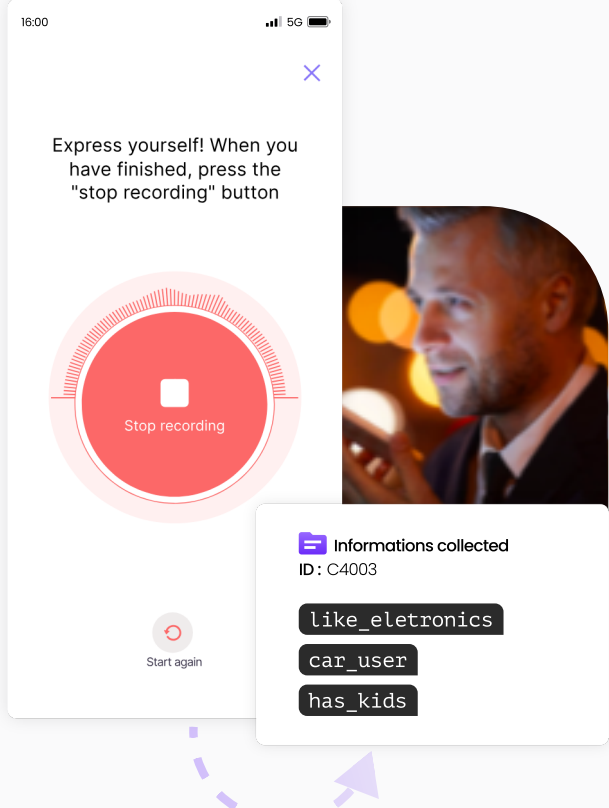 16:00
5G
Express yourself! When you
have finished, press the
"stop recording" button
Stop recording
Start again
Informations collected
ID : C4003
like_eletronics
car_user
has_kids